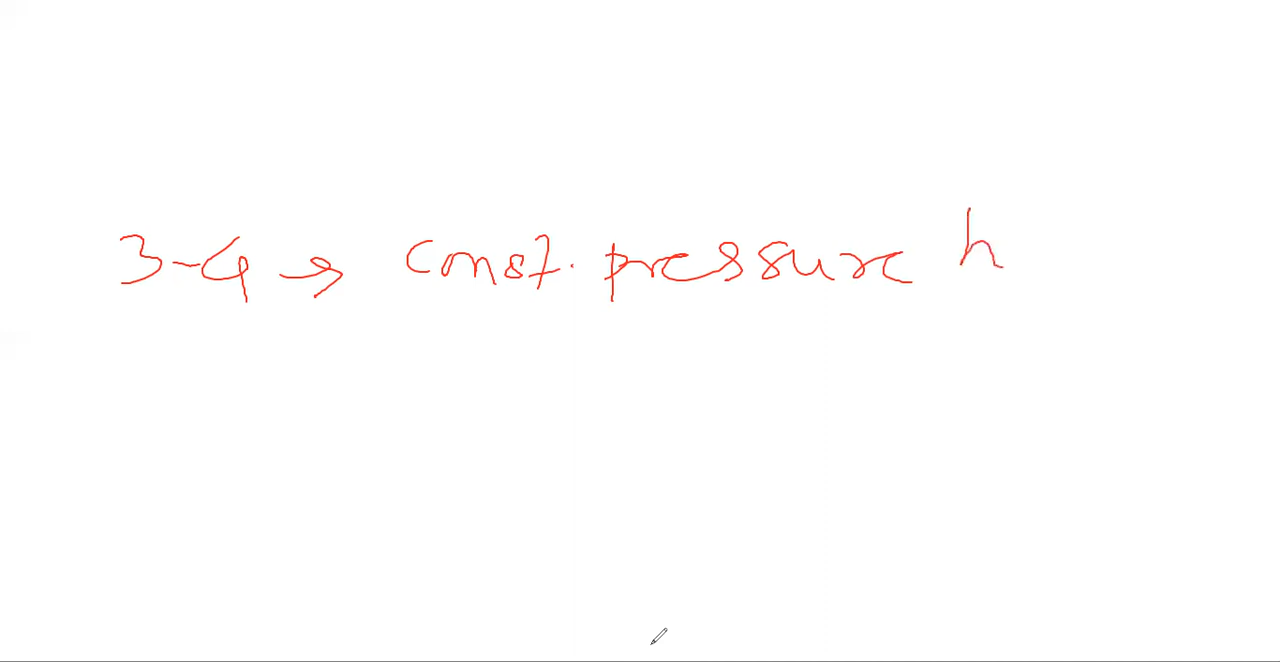 3-4 → const. pressure h